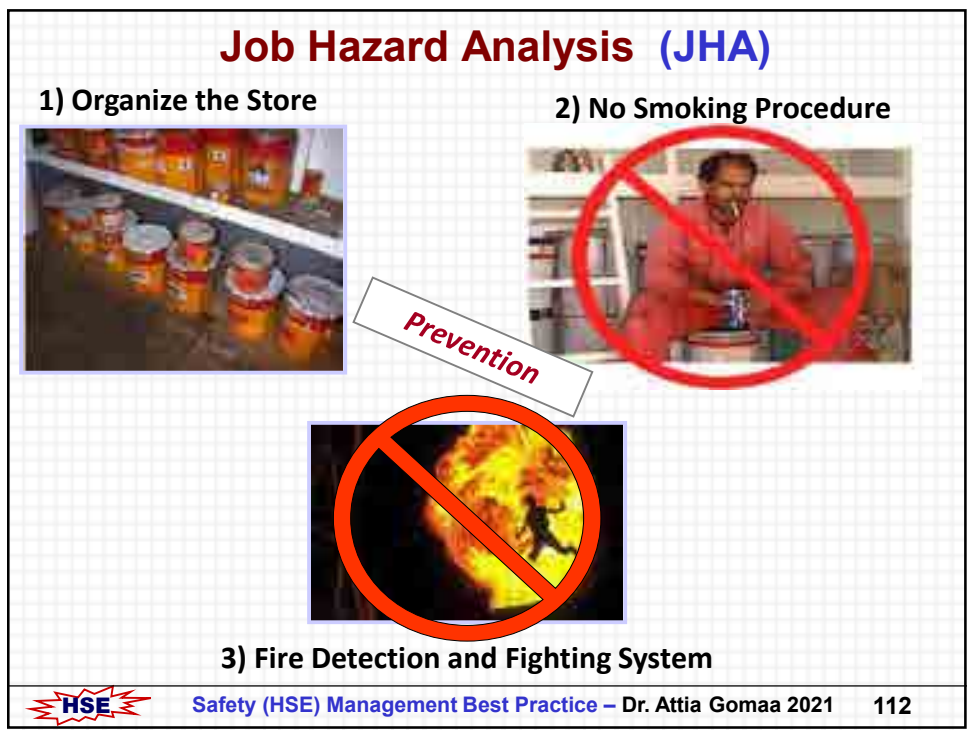 Job Hazard Analysis (JHA)
1) Organize the Store
2) No Smoking Procedure
Prevention
3) Fire Detection and Fighting System
HSE
Safety (HSE) Management Best Practice – Dr. Attia Gomaa 2021
112